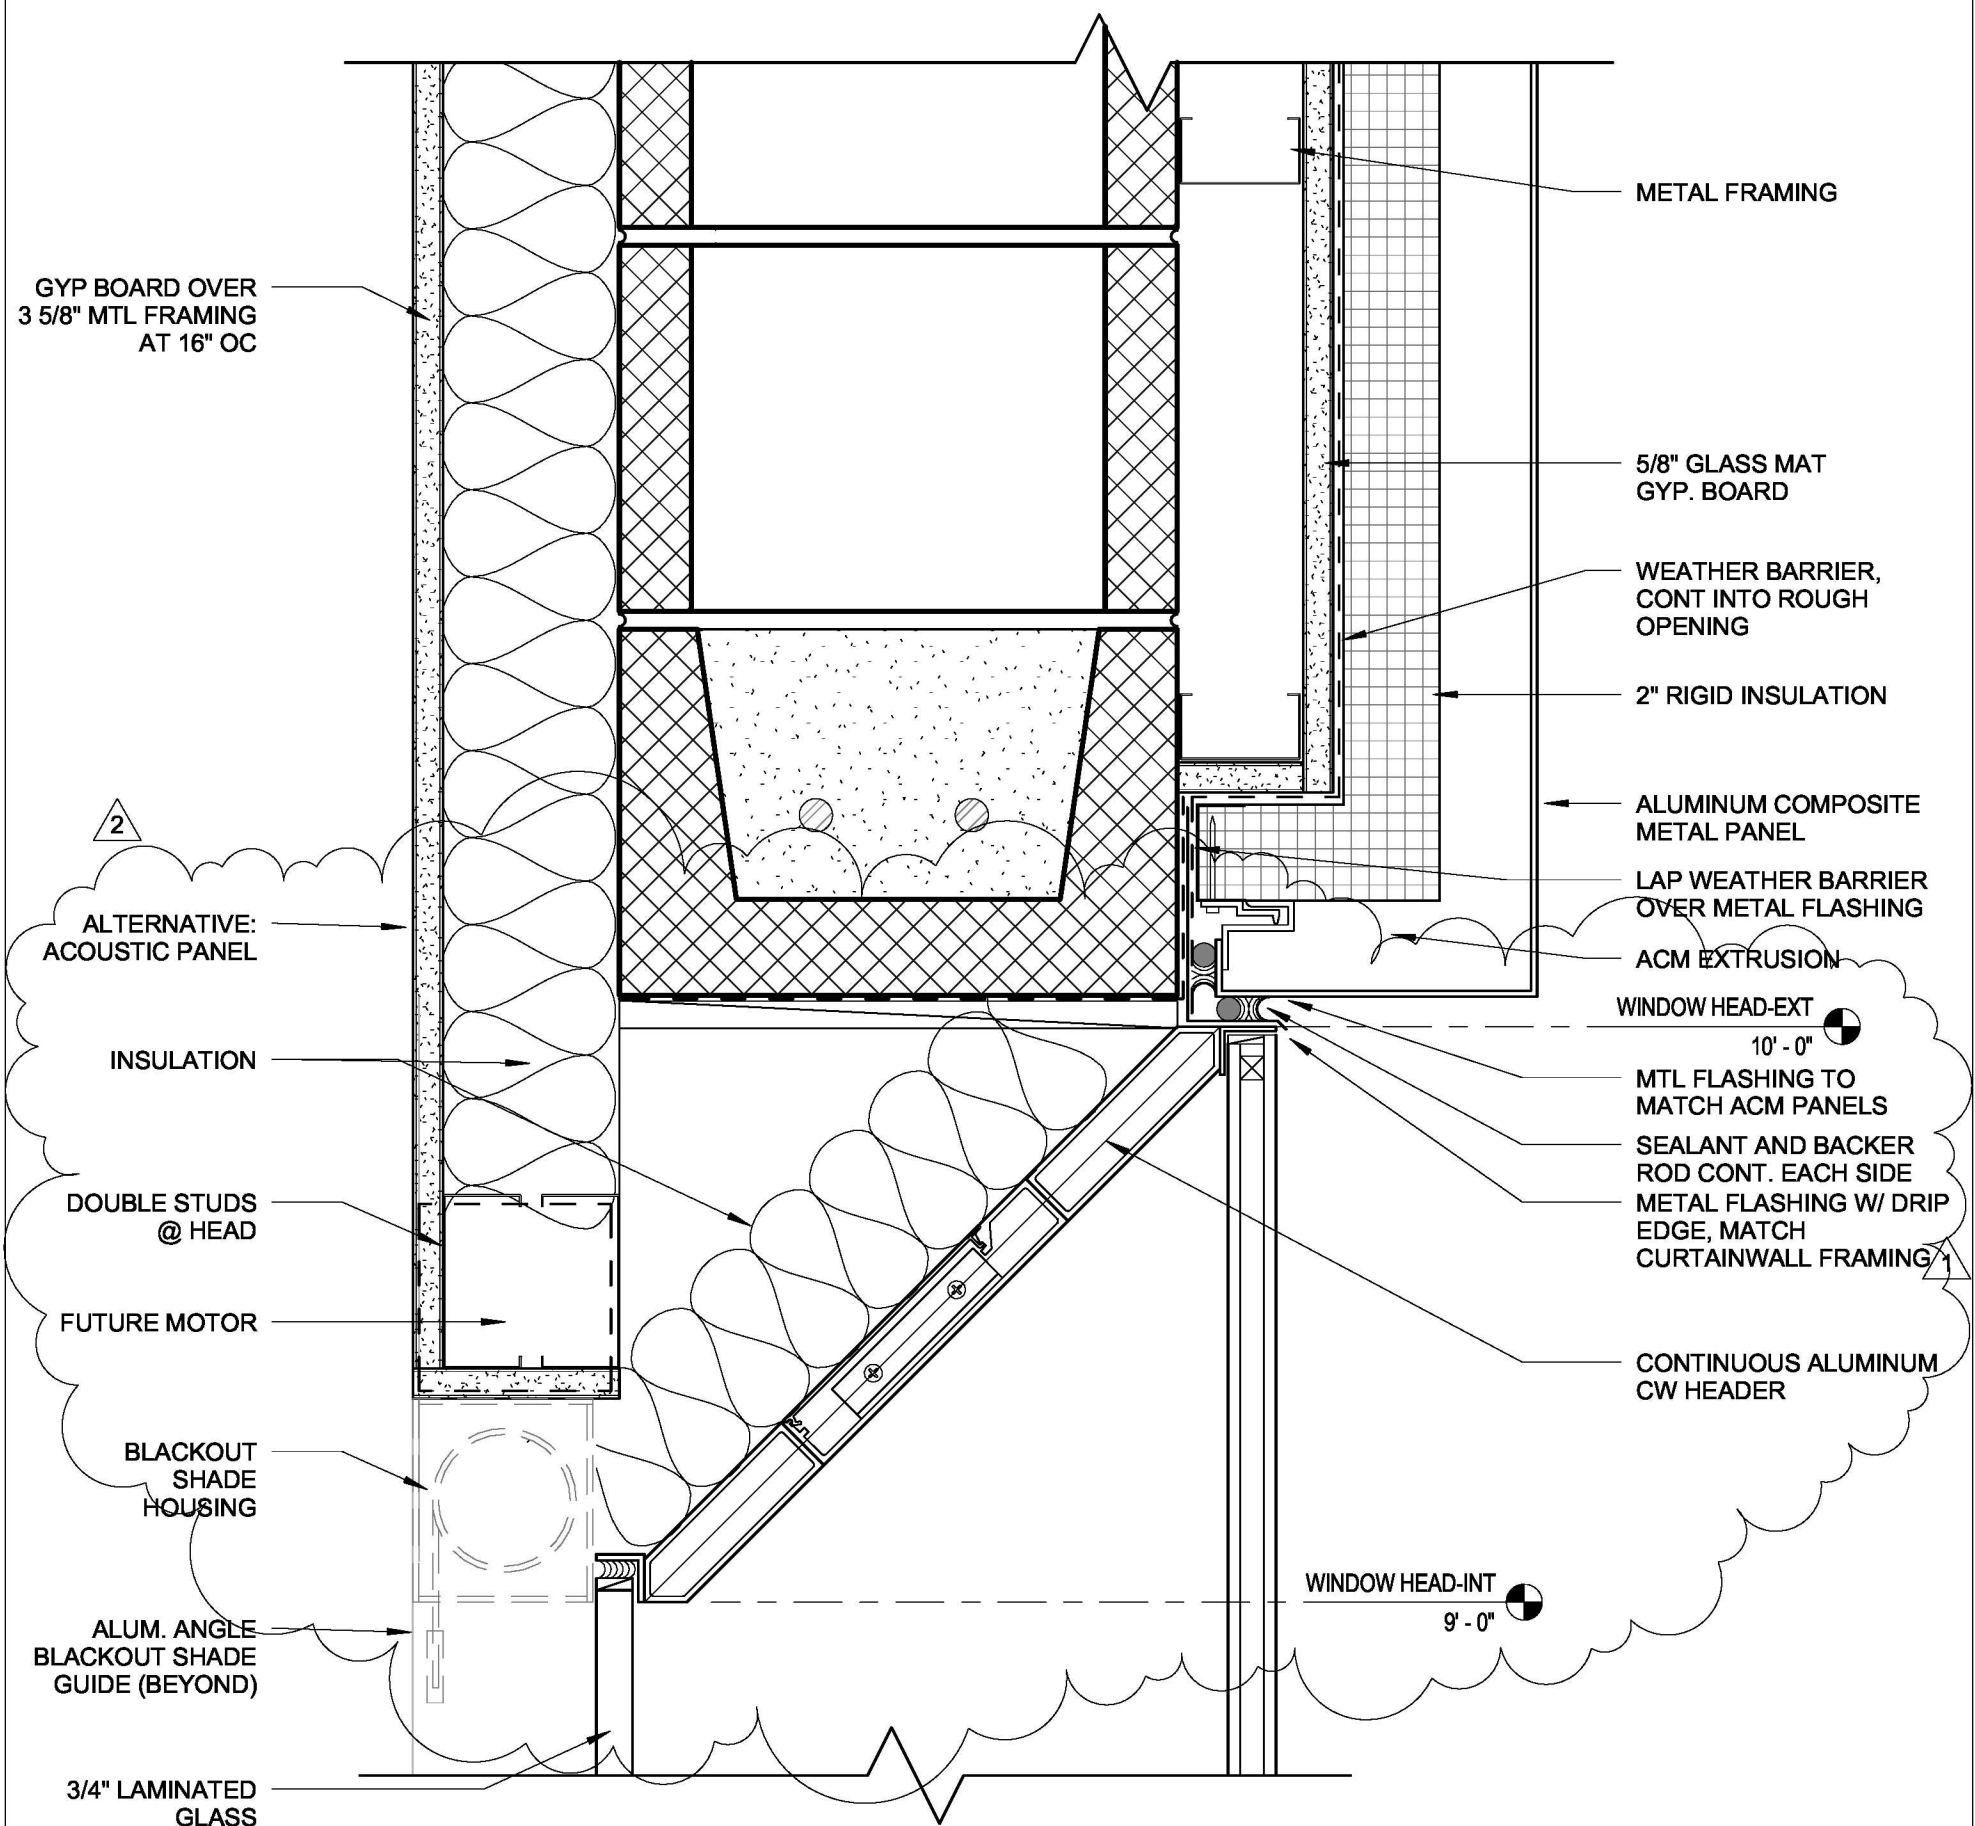 GYP BOARD OVER
3 5/8" MTL FRAMING
AT 16" OC
2
ALTERNATIVE:
ACOUSTIC PANEL
INSULATION
DOUBLE STUDS
@ HEAD
FUTURE MOTOR
BLACKOUT
SHADE
HOUSING
ALUM. ANGLE
BLACKOUT SHADE
GUIDE (BEYOND)
3/4" LAMINATED
GLASS
METAL FRAMING
5/8" GLASS MAT
GYP. BOARD
WEATHER BARRIER,
CONT INTO ROUGH
OPENING
2" RIGID INSULATION
ALUMINUM COMPOSITE
METAL PANEL
LAP WEATHER BARRIER
OVER METAL FLASHING
ACM EXTRUSION
WINDOW HEAD-EXT
10' - 0"
MTL FLASHING TO
MATCH ACM PANELS
SEALANT AND BACKER
ROD CONT. EACH SIDE
METAL FLASHING W/ DRIP
EDGE, MATCH
CURTAINWALL FRAMING
1
CONTINUOUS ALUMINUM
CW HEADER
WINDOW HEAD-INT
9' - 0"